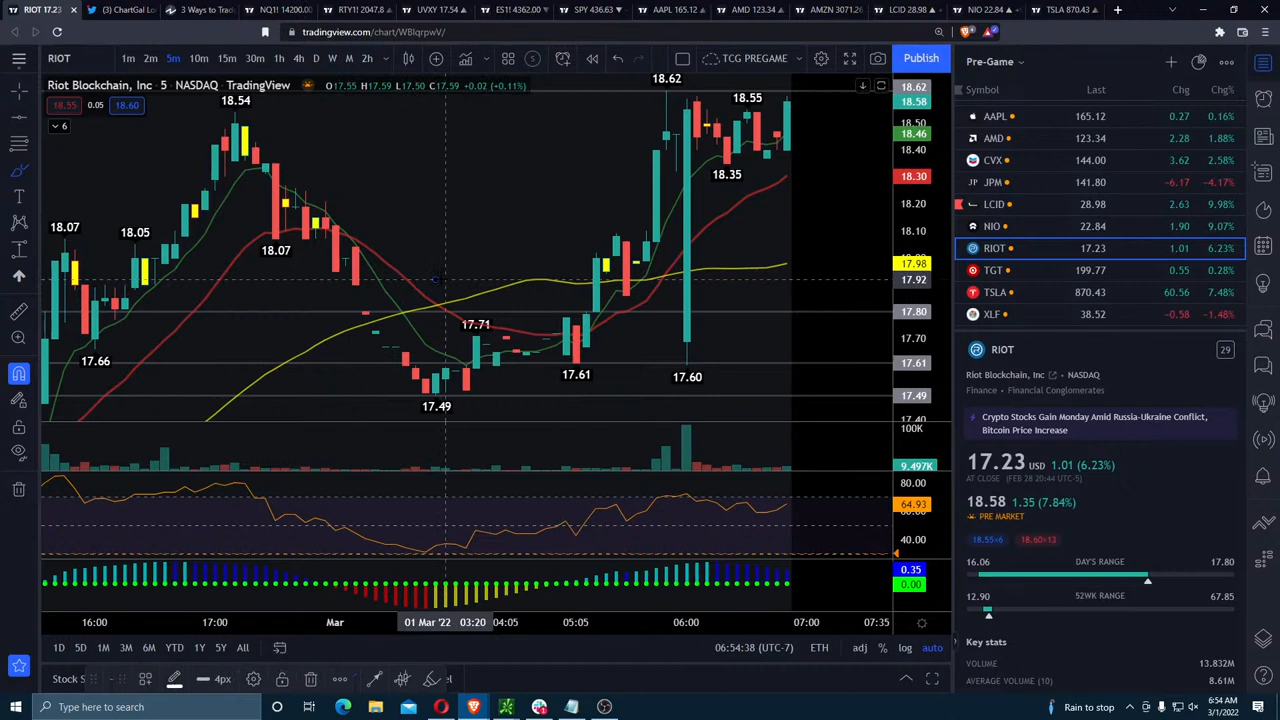 RIOT 17.23
(3) ChartGal Lo
3 Ways to Trad
NQ1! 14200.00
RTY1! 2047.8
UVXY 17.54
ES1! 4362.00
SPY 436.63
AAPL 165.12
AMD 134.34
AMZN 3071.26
LCID 28.98
NIO 22.84
TSLA 870.43
tradingview.com/chart/WBlqrpwV/
RIOT
1m 2m 5m 10m 15m 30m 1h 4h D W M 2h
TCG PREGAME
Publish
Pre-Game
Riot Blockchain, Inc · 5 · NASDAQ · TradingView
O17.55 H17.59 L17.50 C17.59 +0.02 (+0.11%)
18.55 0.05 18.60
6
18.07
18.05
18.54
17.66
18.07
17.49
17.71
17.61
18.62
17.60
18.35
18.55
18.62
18.58
18.50
18.46
18.40
18.30
18.20
18.10
17.98
17.92
17.80
17.70
17.61
17.49
17.40
100K
9.497K
80.00
64.93
60.00
40.00
0.35
0.00
16:00 17:00 Mar 01 Mar '22 03:20 04:05 05:05 06:00 07:00 07:35
1D 5D 1M 3M 6M YTD 1Y 5Y All
06:54:38 (UTC-7) ETH adj % log auto
Stock S
4px
Symbol Last Chg Chg%
AAPL 165.12 0.27 0.16%
AMD 123.34 2.28 1.88%
CVX 144.00 3.62 2.58%
JPM 141.80 -6.17 -4.17%
LCID 28.98 2.63 9.98%
NIO 22.84 1.90 9.07%
RIOT 17.23 1.01 6.23%
TGT 199.77 0.55 0.28%
TSLA 870.43 60.56 7.48%
XLF 38.52 -0.58 -1.48%
RIOT
29
Riot Blockchain, Inc NASDAQ
Finance · Financial Conglomerates
Crypto Stocks Gain Monday Amid Russia-Ukraine Conflict,
Bitcoin Price Increase
17.23 USD 1.01 (6.23%)
AT CLOSE (FEB 28 20:44 UTC-5)
18.58 1.35 (7.84%)
PRE MARKET
18.55×6 18.60×13
16.06 DAY'S RANGE 17.80
12.90 52WK RANGE 67.85
Key stats
VOLUME 13.832M
AVERAGE VOLUME (10) 8.61M
Type here to search
Rain to stop
6:54 AM
3/1/2022